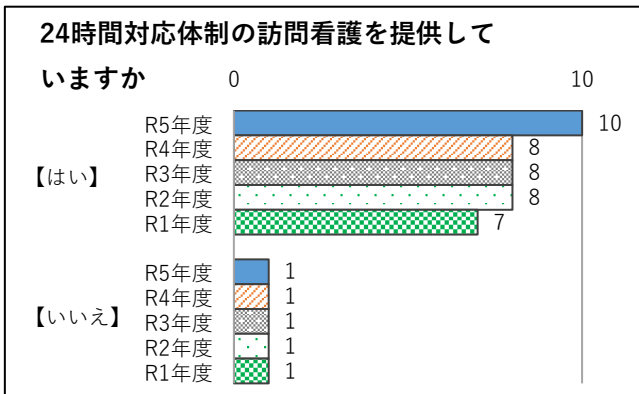 24時間対応体制の訪問看護を提供して
いますか
0 10
R5年度 10
R4年度 8
【はい】 R3年度 8
R2年度 8
R1年度 7
R5年度 1
R4年度 1
【いいえ】 R3年度 1
R2年度 1
R1年度 1